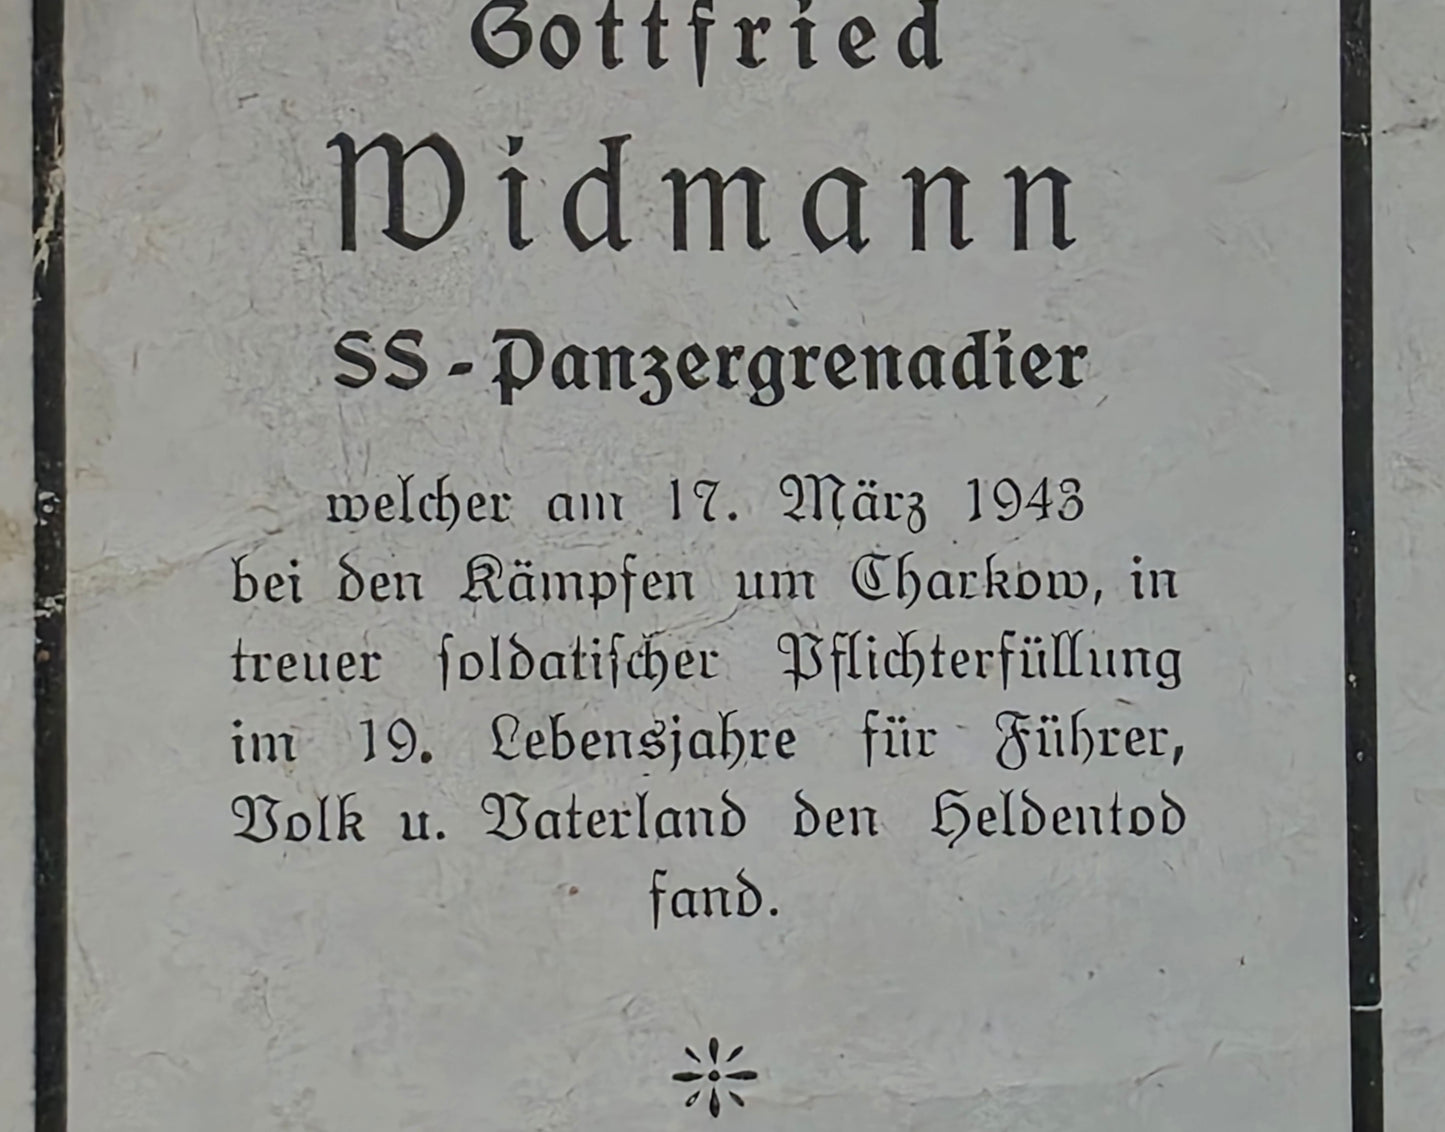 Gottfried
Widmann
SS-Panzergrenadier
welcher am 17. März 1943
bei den Kämpfen um Charkow, in
treuer soldatischer Pflichterfüllung
im 19. Lebensjahre für Führer,
Volk u. Vaterland den Heldentod
fand.